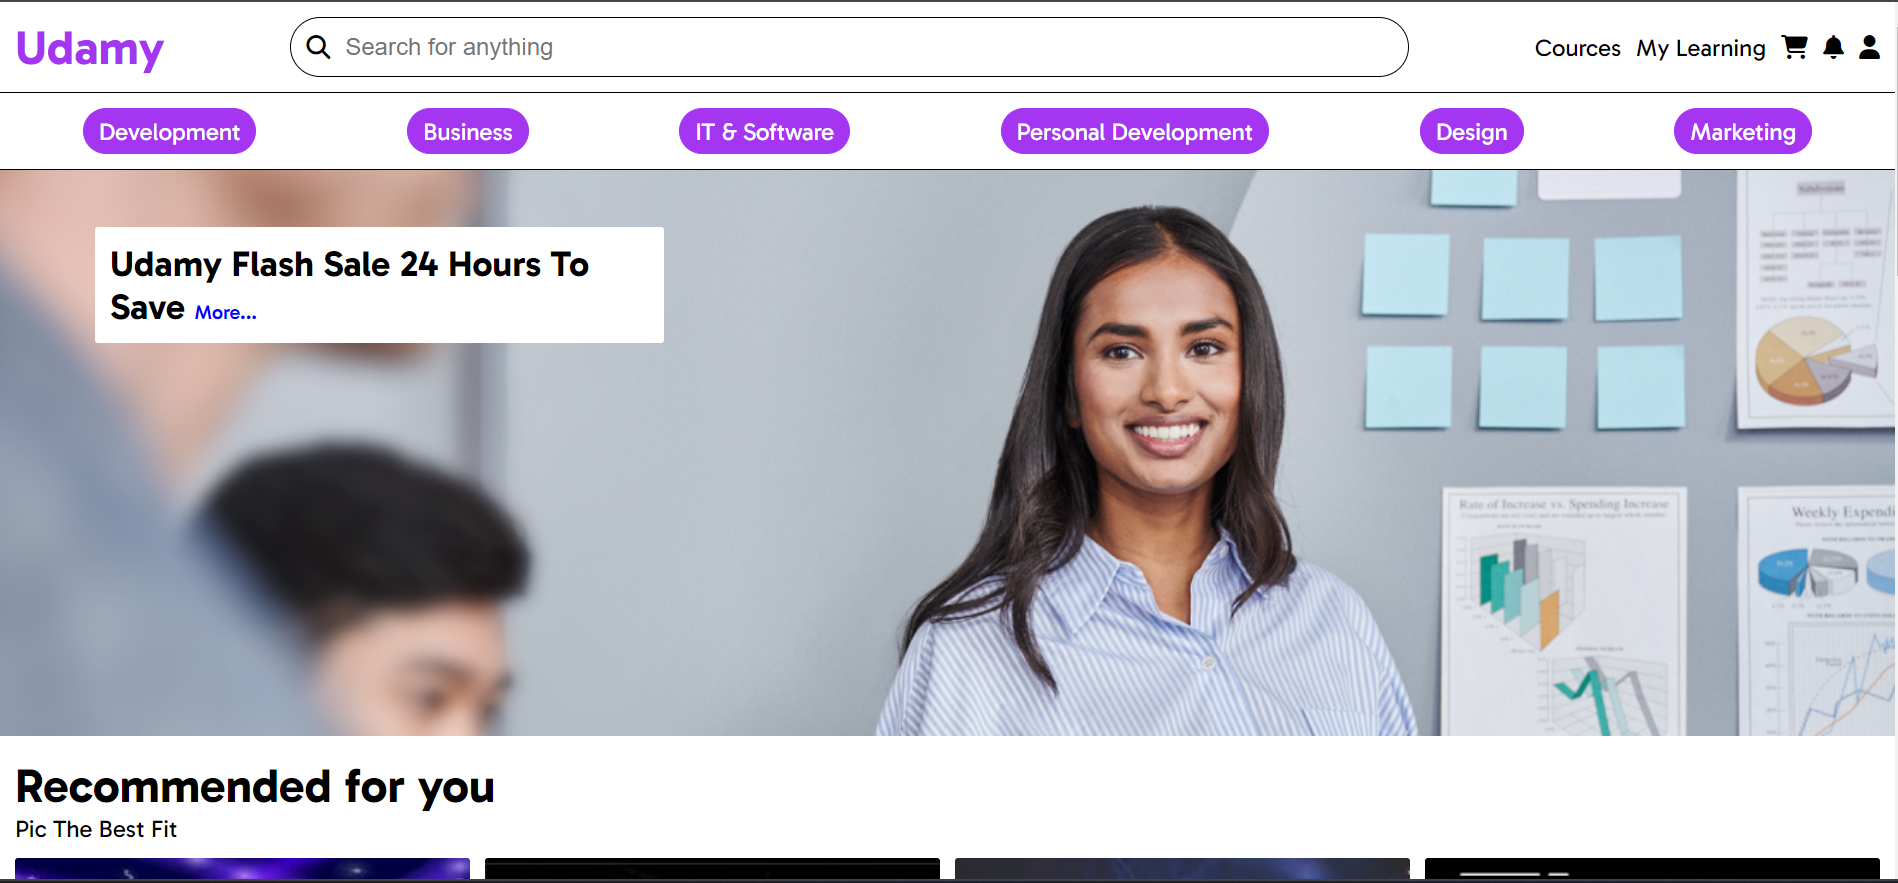 Udamy
Search for anything
Cources My Learning
Development
Business
IT & Software
Personal Development
Design
Marketing
Udamy Flash Sale 24 Hours To
Save More...
Subdivisions
Rate of Increase vs. Spending Increase
Weekly Expendi
Recommended for you
Pic The Best Fit